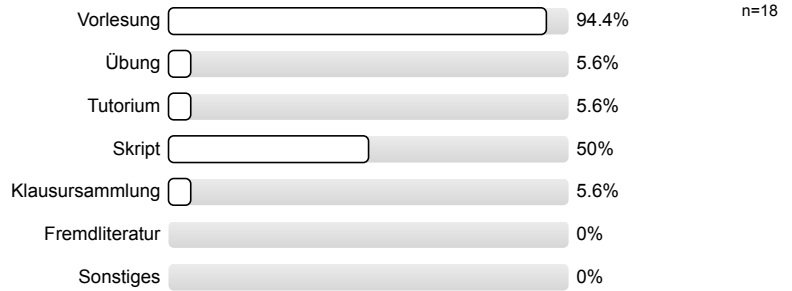 Vorlesung 94.4% n=18
Übung 5.6%
Tutorium 5.6%
Skript 50%
Klausursammlung 5.6%
Fremdliteratur 0%
Sonstiges 0%